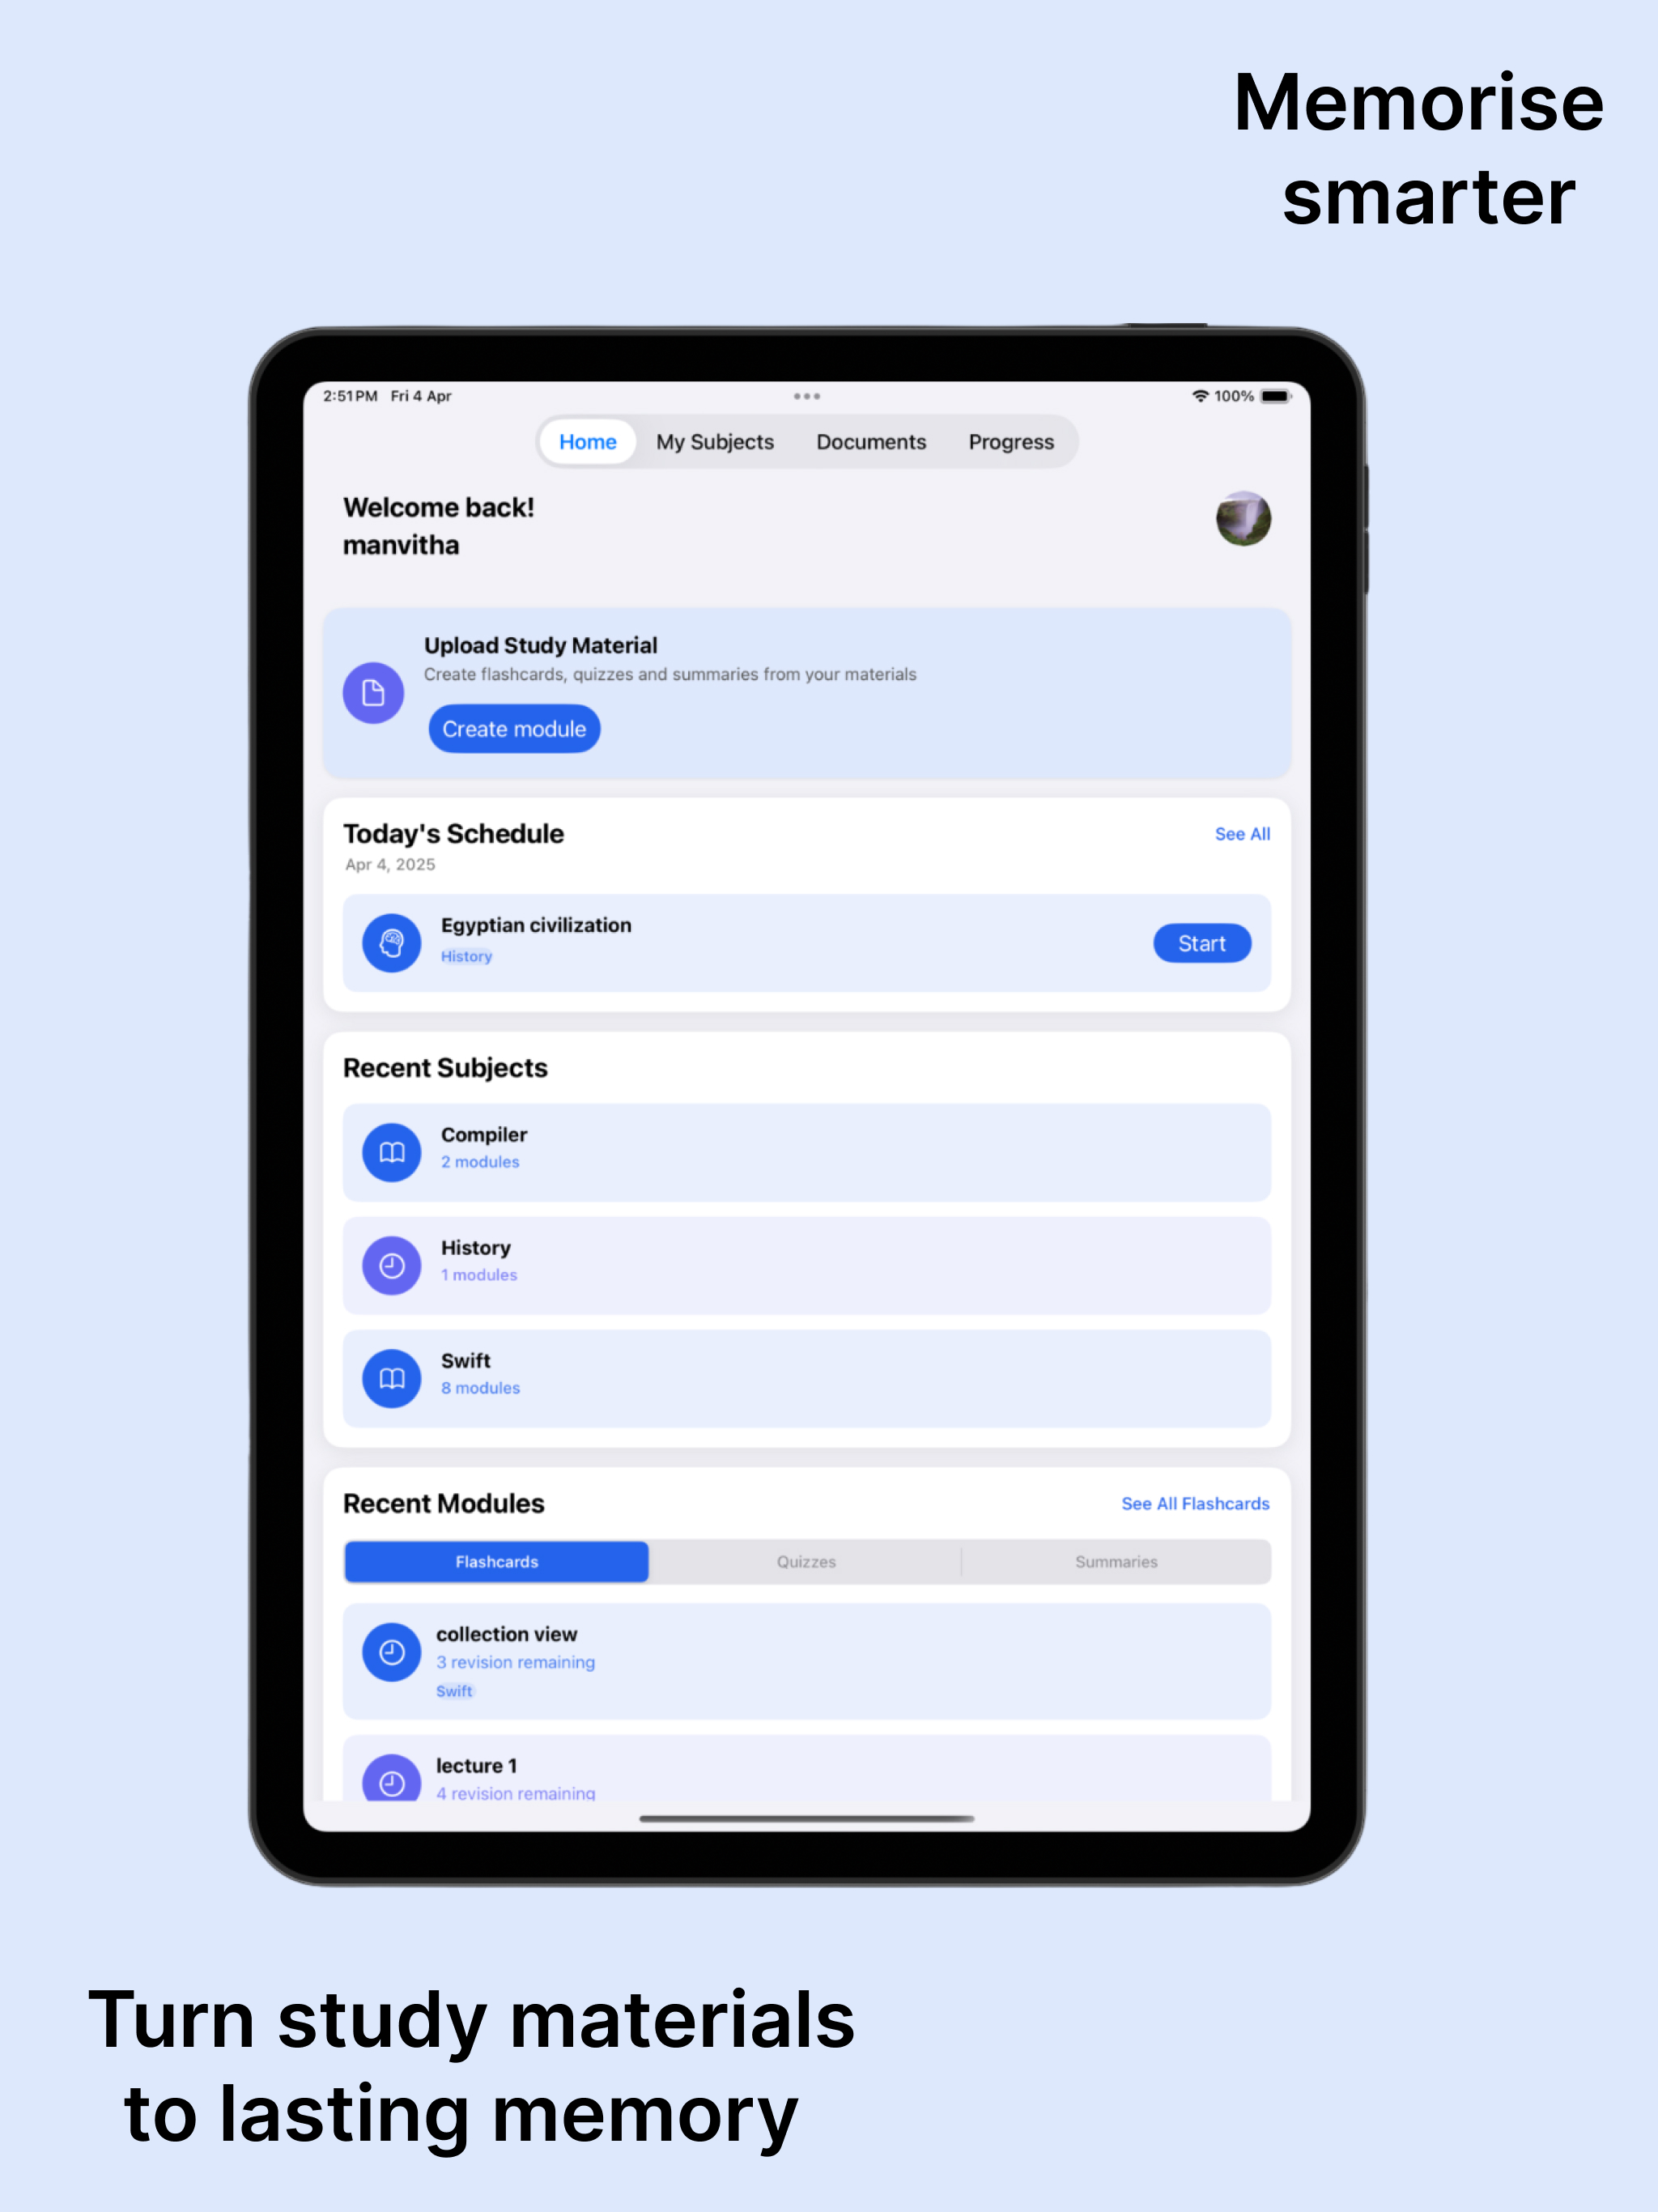 Memorise
smarter
2:51 PM Fri 4 Apr
100%
Home My Subjects Documents Progress
Welcome back!
manvitha
Upload Study Material
Create flashcards, quizzes and summaries from your materials
Create module
Today's Schedule
See All
Apr 4, 2025
Egyptian civilization
History
Start
Recent Subjects
Compiler
2 modules
History
1 modules
Swift
8 modules
Recent Modules
See All Flashcards
Flashcards Quizzes Summaries
collection view
3 revision remaining
Swift
lecture 1
4 revision remaining
Turn study materials
to lasting memory